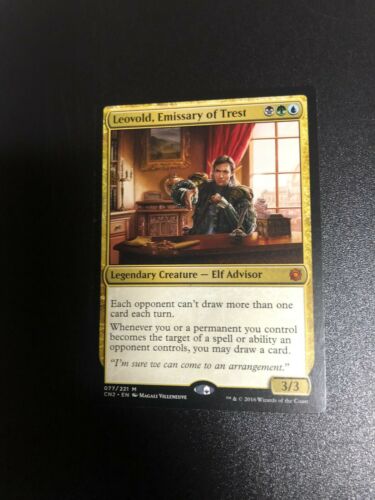 Leovold, Emissary of Trest
Legendary Creature — Elf Advisor
Each opponent can't draw more than one
card each turn.
Whenever you or a permanent you control
becomes the target of a spell or ability an
opponent controls, you may draw a card.
"I'm sure we can come to an arrangement."
3/3
077/221 M
CN2 • EN Magali Villeneuve
™ & © 2016 Wizards of the Coast